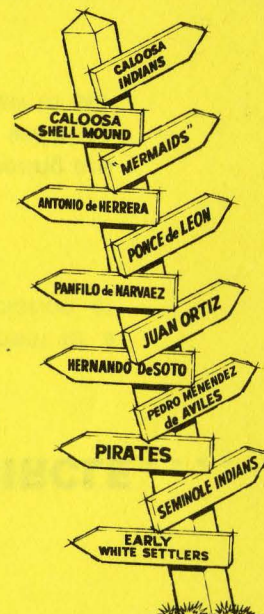 CALOOSA
INDIANS
CALOOSA
SHELL MOUND
"MERMAIDS"
ANTONIO de HERRERA
PONCE de LEON
PANFILO de NARVAEZ
JUAN ORTIZ
HERNANDO DeSOTO
PEDRO MENENDEZ
de AVILES
PIRATES
SEMINOLE INDIANS
EARLY
WHITE SETTLERS